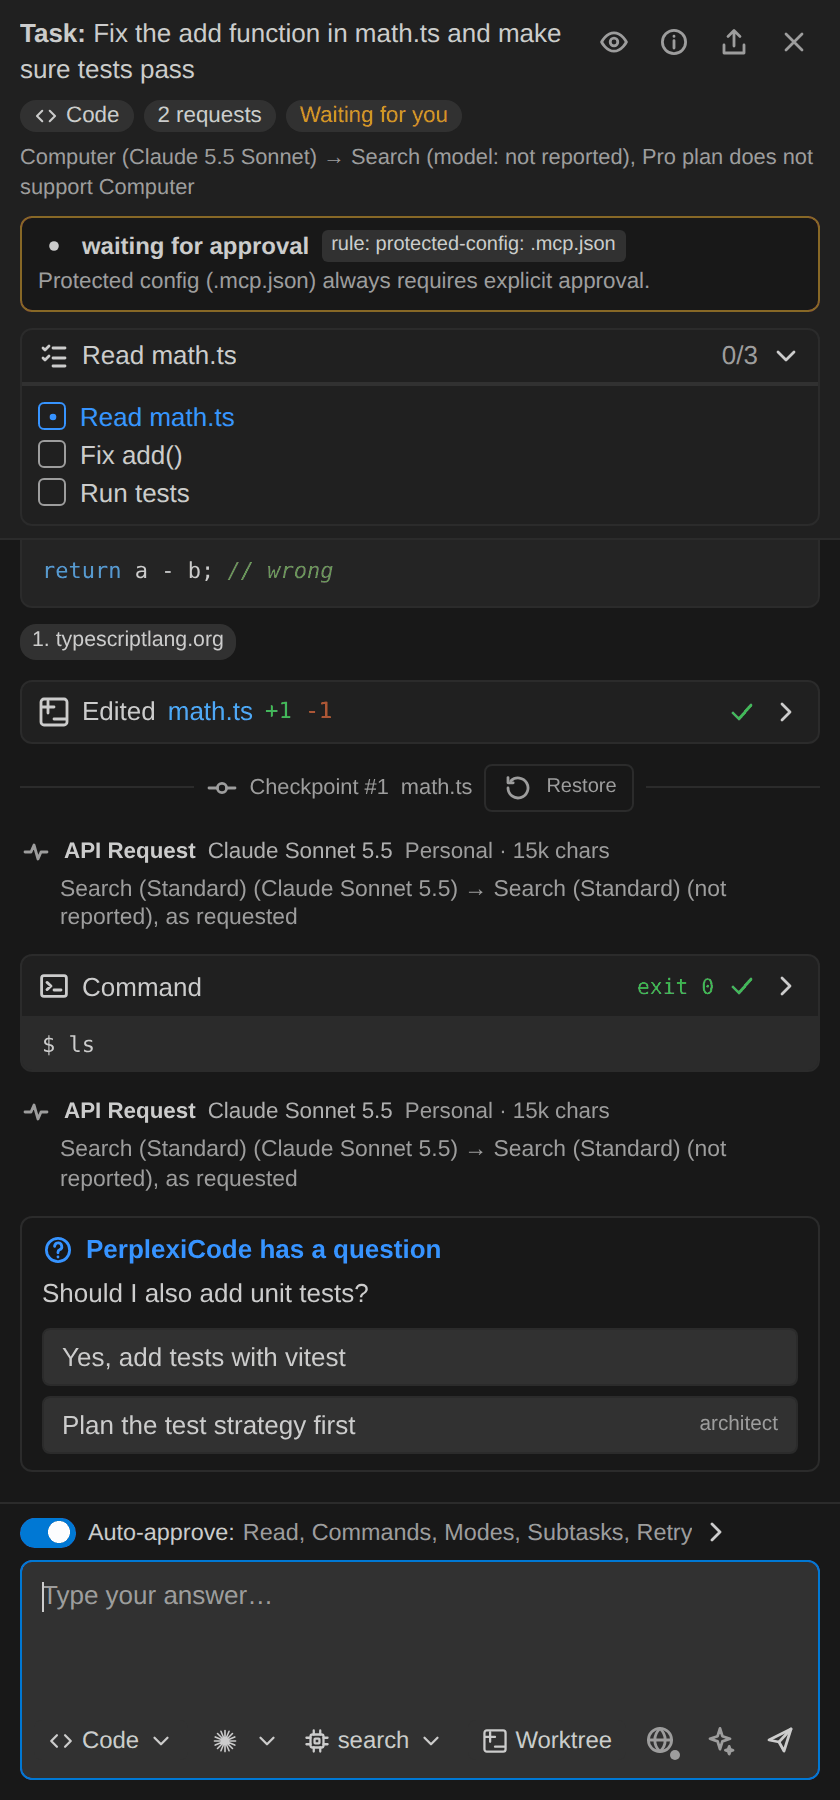 Task: Fix the add function in math.ts and make
sure tests pass
Code 2 requests Waiting for you
Computer (Claude 5.5 Sonnet) → Search (model: not reported), Pro plan does not
support Computer
waiting for approval rule: protected-config: .mcp.json
Protected config (.mcp.json) always requires explicit approval.
Read math.ts 0/3
Read math.ts
Fix add()
Run tests
return a - b; // wrong
1. typescriptlang.org
Edited math.ts +1 -1
Checkpoint #1 math.ts Restore
API Request Claude Sonnet 5.5 Personal · 15k chars
Search (Standard) (Claude Sonnet 5.5) → Search (Standard) (not
reported), as requested
Command exit 0
$ ls
API Request Claude Sonnet 5.5 Personal · 15k chars
Search (Standard) (Claude Sonnet 5.5) → Search (Standard) (not
reported), as requested
PerplexiCode has a question
Should I also add unit tests?
Yes, add tests with vitest
Plan the test strategy first architect
Auto-approve: Read, Commands, Modes, Subtasks, Retry
Type your answer…
Code search Worktree